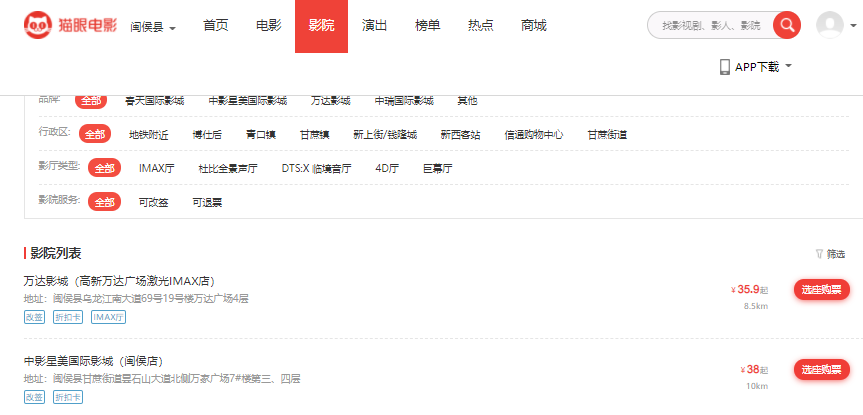 猫眼电影 闽侯县 首页 电影 影院 演出 榜单 热点 商城 找影视剧、影人、影院
APP下载
品牌: 全部 春天国际影城 中影星美国际影城 万达影城 中瑞国际影城 其他
行政区: 全部 地铁附近 博仕后 青口镇 甘蔗镇 新上街/钱隆城 新西客站 信通购物中心 甘蔗街道
影厅类型: 全部 IMAX厅 杜比全景声厅 DTS:X 临境音厅 4D厅 巨幕厅
影院服务: 全部 可改签 可退票
影院列表 筛选
万达影城（高新万达广场激光IMAX店）
地址：闽侯县乌龙江南大道69号19号楼万达广场4层
¥35.9起 选座购票
8.5km
改签 折扣卡 IMAX厅
中影星美国际影城（闽侯店）
地址：闽侯县甘蔗街道昙石山大道北侧万家广场7#楼第三、四层
¥38起 选座购票
10km
改签 折扣卡